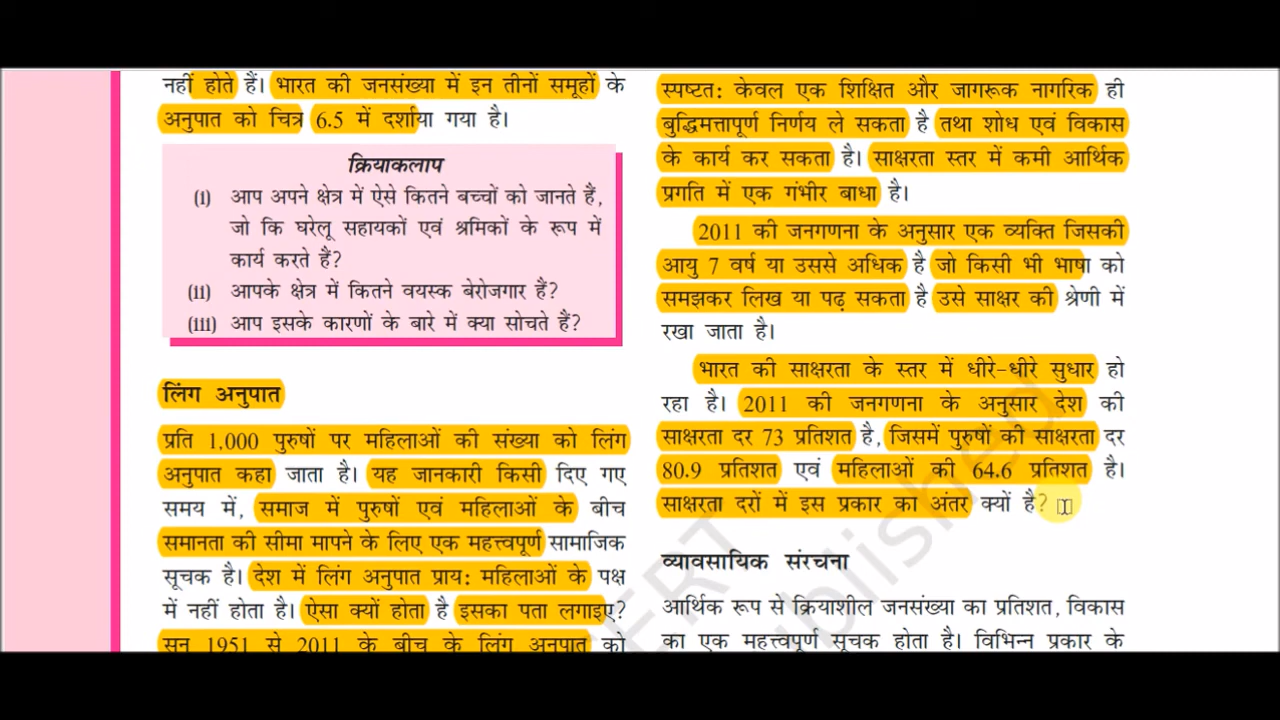 नहीं होते हैं। भारत की जनसंख्या में इन तीनों समूहों के
अनुपात को चित्र 6.5 में दर्शाया गया है।
क्रियाकलाप
(i) आप अपने क्षेत्र में ऐसे कितने बच्चों को जानते हैं,
जो कि घरेलू सहायकों एवं श्रमिकों के रूप में
कार्य करते हैं?
(ii) आपके क्षेत्र में कितने वयस्क बेरोजगार हैं?
(iii) आप इसके कारणों के बारे में क्या सोचते हैं?
लिंग अनुपात
प्रति 1,000 पुरुषों पर महिलाओं की संख्या को लिंग
अनुपात कहा जाता है। यह जानकारी किसी दिए गए
समय में, समाज में पुरुषों एवं महिलाओं के बीच
समानता की सीमा मापने के लिए एक महत्त्वपूर्ण सामाजिक
सूचक है। देश में लिंग अनुपात प्राय: महिलाओं के पक्ष
में नहीं होता है। ऐसा क्यों होता है इसका पता लगाइए?
सन् 1951 से 2011 के बीच के लिंग अनुपात को
स्पष्टत: केवल एक शिक्षित और जागरूक नागरिक ही
बुद्धिमत्तापूर्ण निर्णय ले सकता है तथा शोध एवं विकास
के कार्य कर सकता है। साक्षरता स्तर में कमी आर्थिक
प्रगति में एक गंभीर बाधा है।
2011 की जनगणना के अनुसार एक व्यक्ति जिसकी
आयु 7 वर्ष या उससे अधिक है जो किसी भी भाषा को
समझकर लिख या पढ़ सकता है उसे साक्षर की श्रेणी में
रखा जाता है।
भारत की साक्षरता के स्तर में धीरे-धीरे सुधार हो
रहा है। 2011 की जनगणना के अनुसार देश की
साक्षरता दर 73 प्रतिशत है, जिसमें पुरुषों की साक्षरता दर
80.9 प्रतिशत एवं महिलाओं की 64.6 प्रतिशत है।
साक्षरता दरों में इस प्रकार का अंतर क्यों है?
व्यावसायिक संरचना
आर्थिक रूप से क्रियाशील जनसंख्या का प्रतिशत, विकास
का एक महत्त्वपूर्ण सूचक होता है। विभिन्न प्रकार के